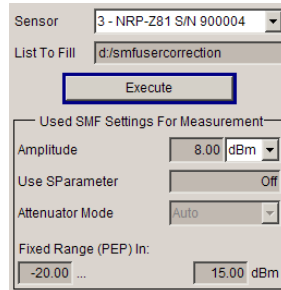 Sensor 3 - NRP-Z81 S/N 900004
List To Fill d:/smfusercorrection
Execute
Used SMF Settings For Measurement
Amplitude 8.00 dBm
Use SParameter Off
Attenuator Mode Auto
Fixed Range (PEP) In:
-20.00 ... 15.00 dBm